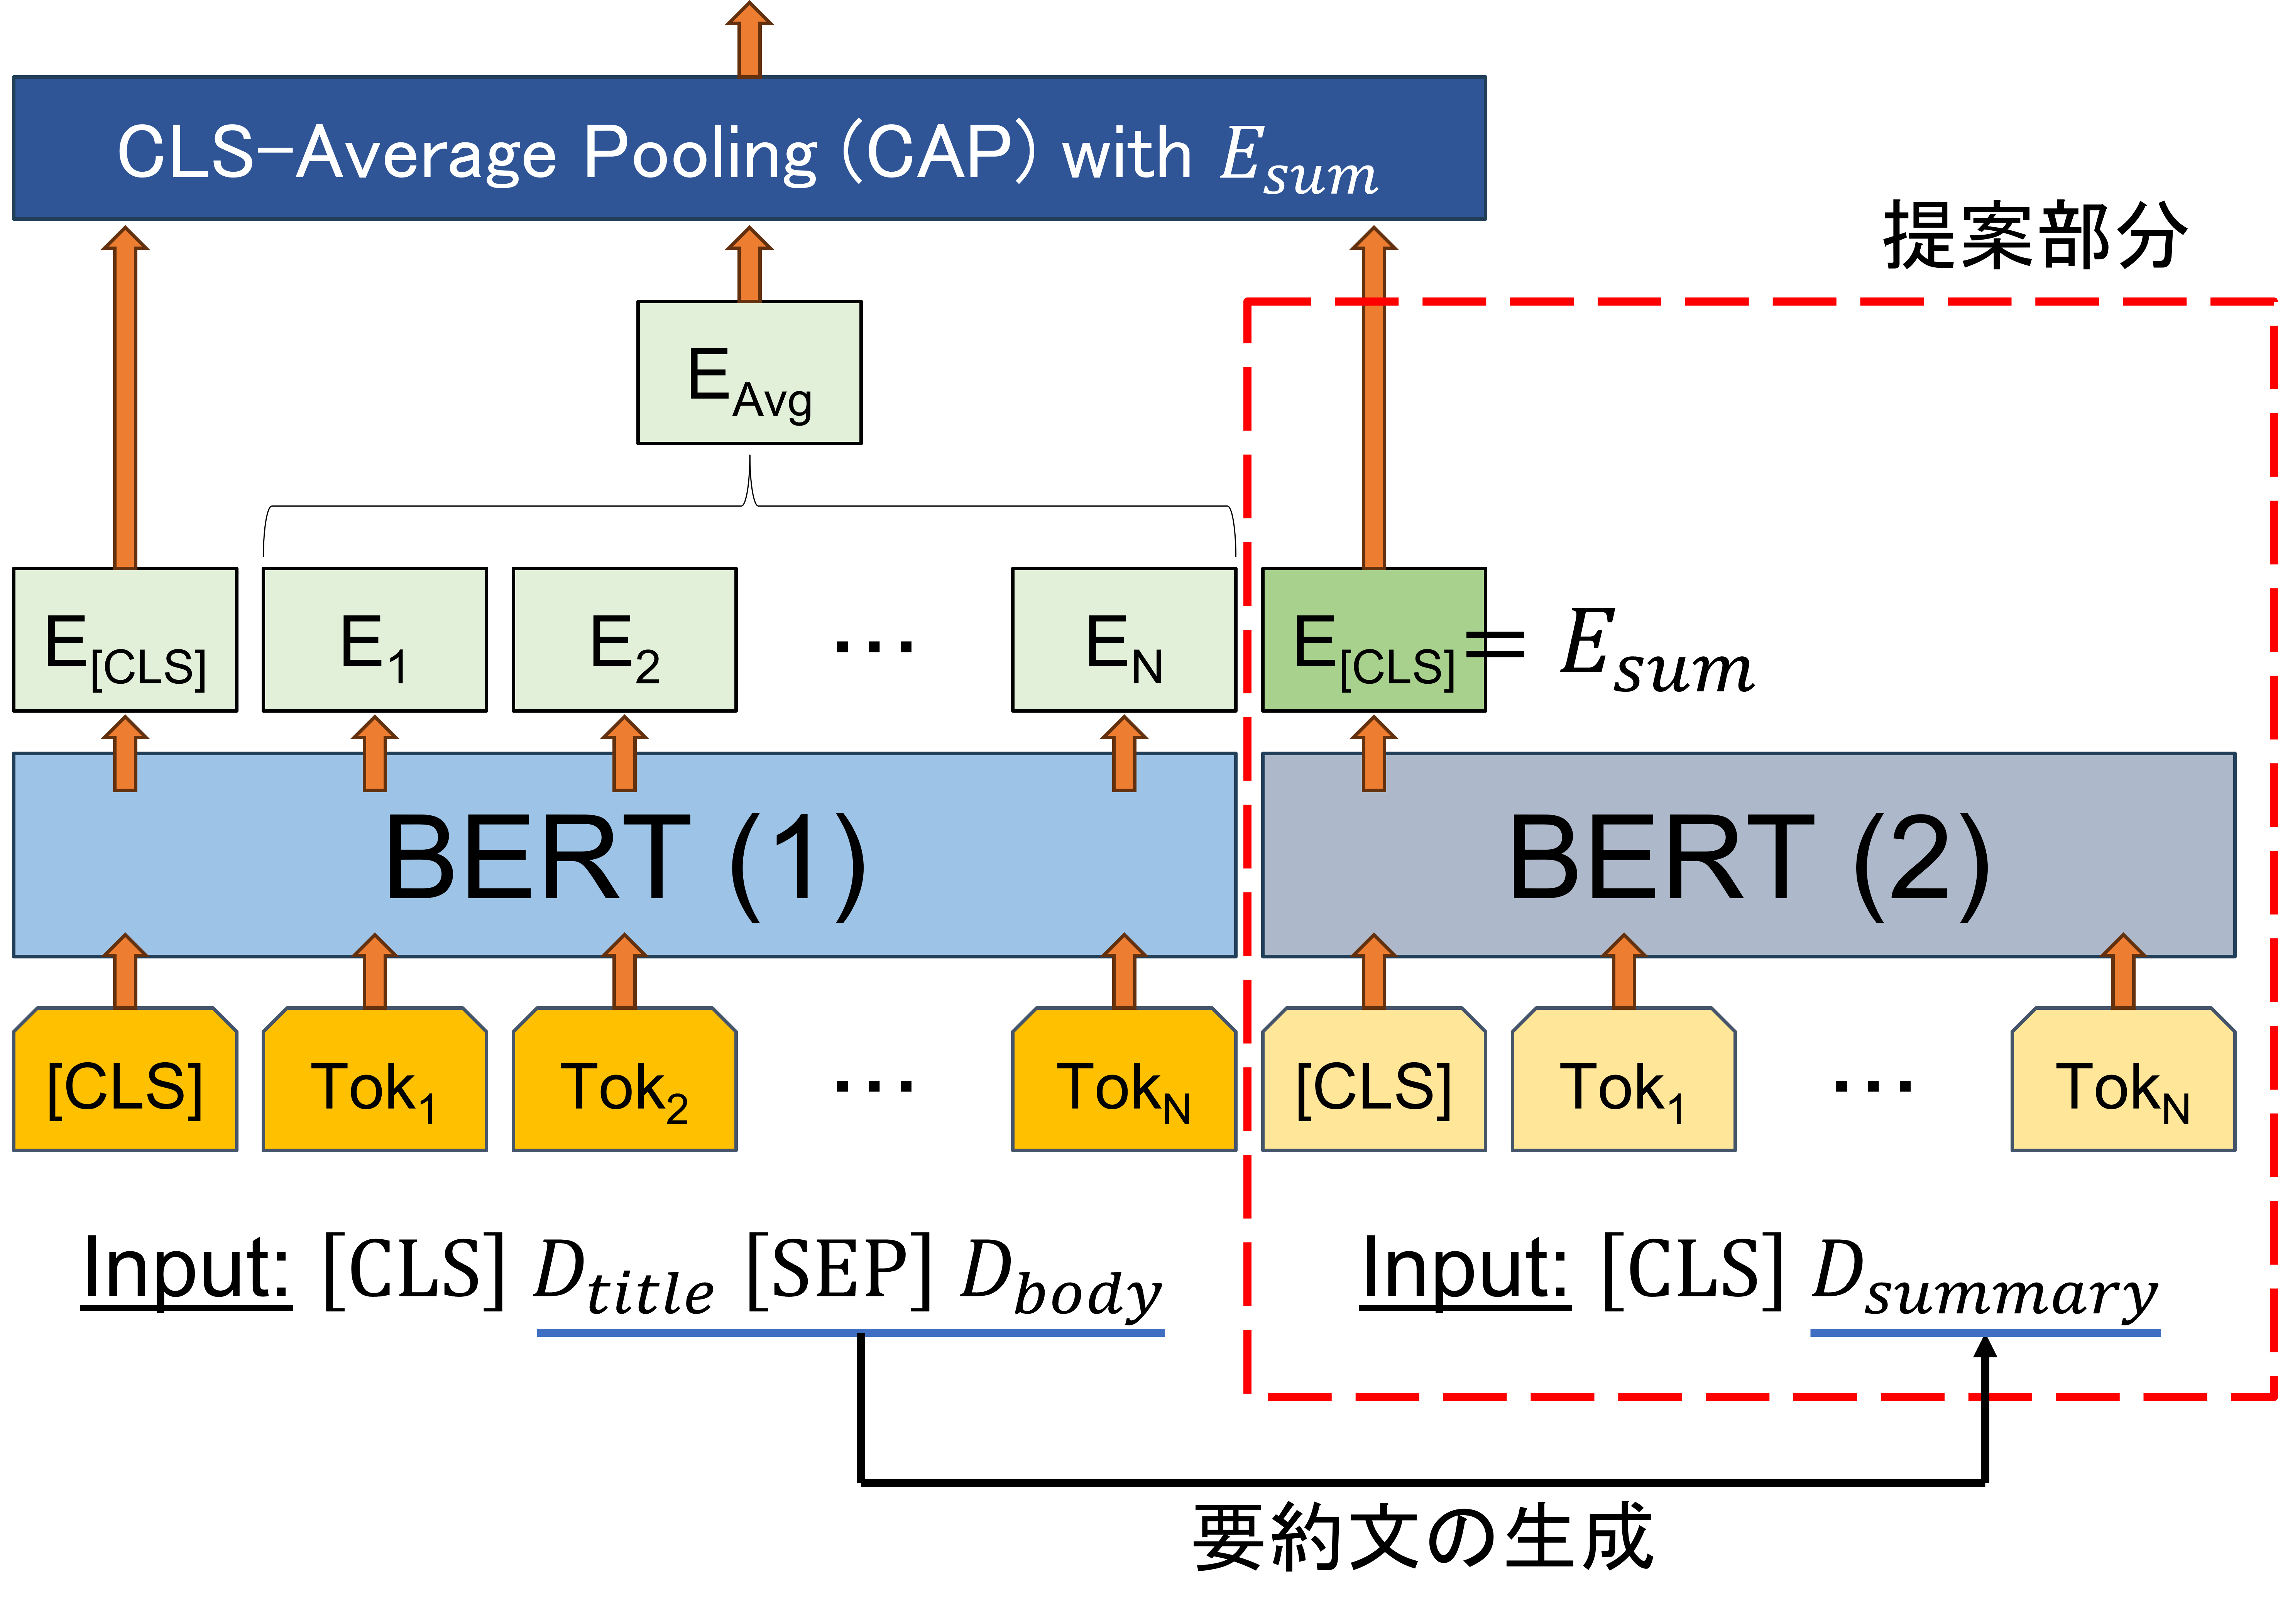 CLS-Average Pooling (CAP) with E_sum
提案部分
E_Avg
E_[CLS] E_1 E_2 … E_N E_[CLS] = E_sum
BERT (1) BERT (2)
[CLS] Tok_1 Tok_2 … Tok_N [CLS] Tok_1 … Tok_N
Input: [CLS] D_title [SEP] D_body Input: [CLS] D_summary
要約文の生成